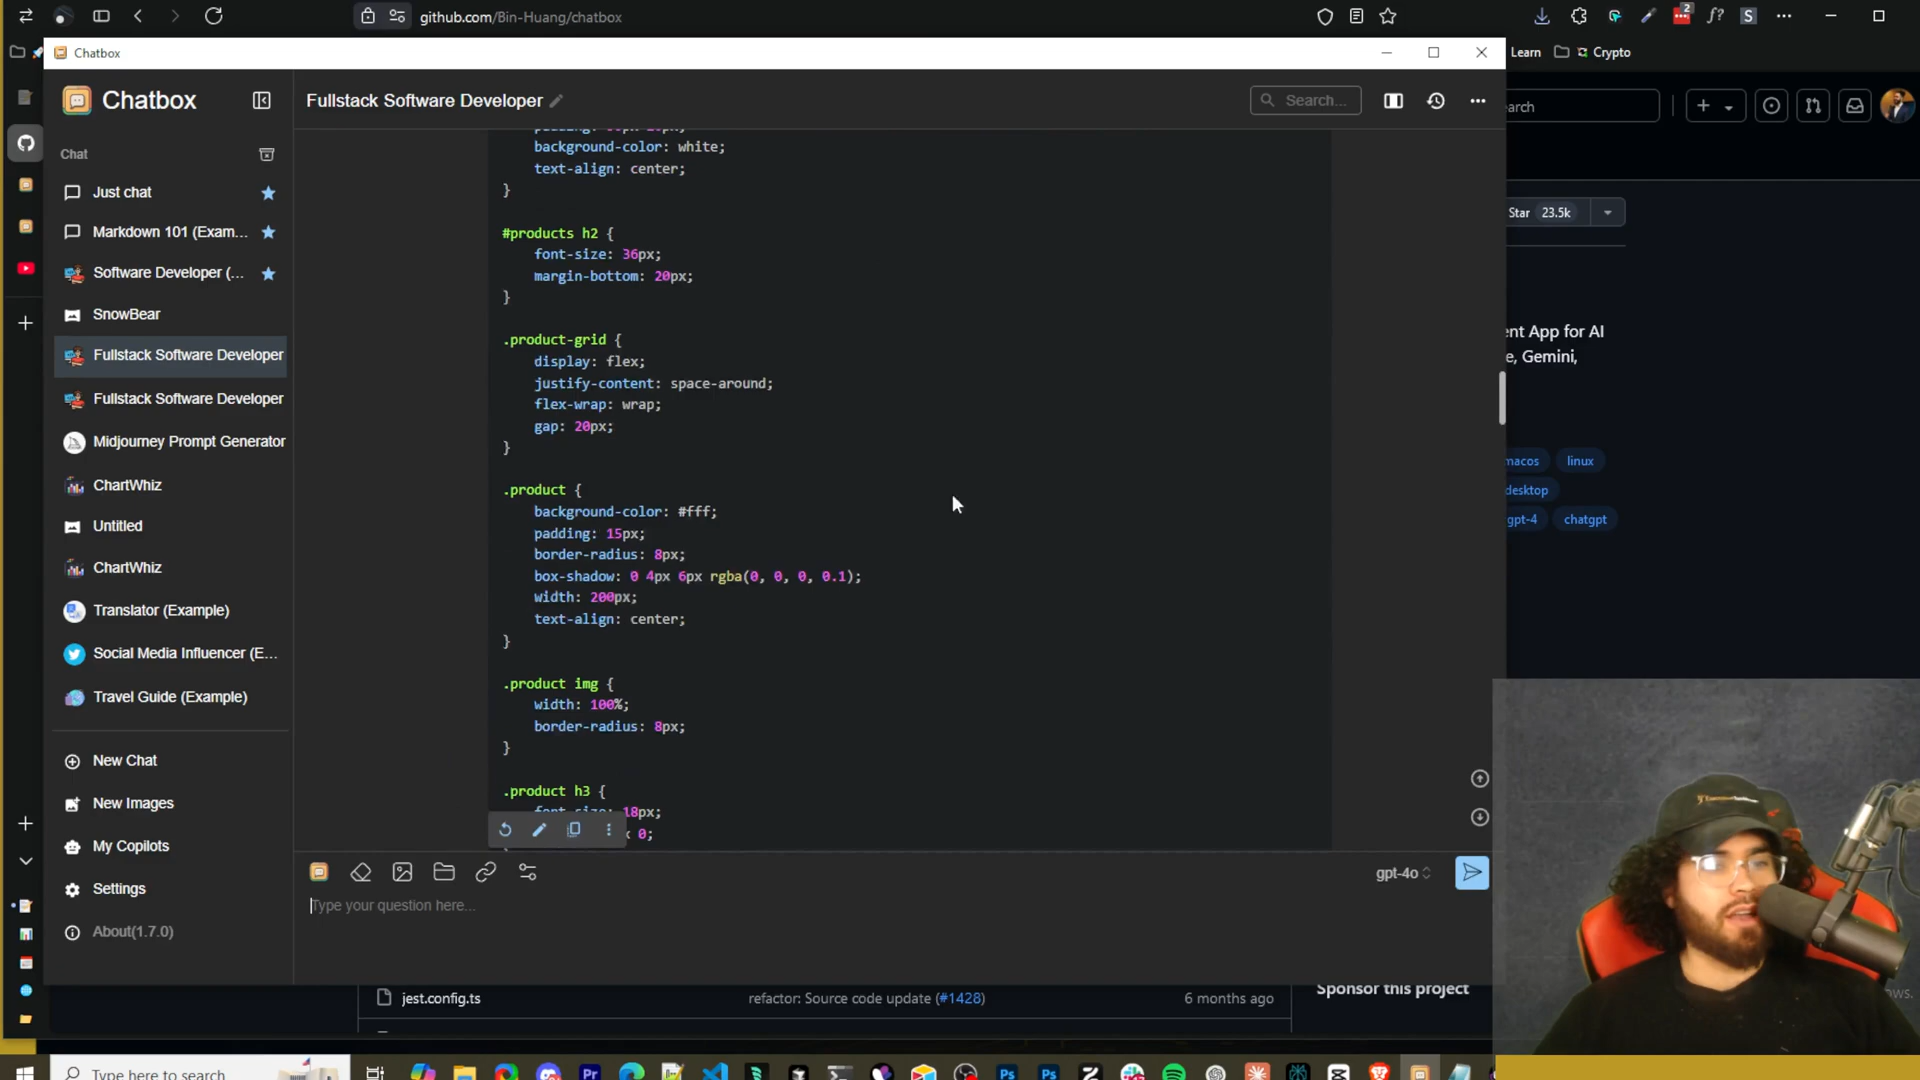 github.com/Bin-Huang/chatbox
2
f?
S
Chatbox
Learn
Crypto
Chatbox
Fullstack Software Developer
Search...
arch
Chat
Just chat
Markdown 101 (Exam...
Software Developer (...
SnowBear
Fullstack Software Developer
Fullstack Software Developer
Midjourney Prompt Generator
ChartWhiz
Untitled
ChartWhiz
Translator (Example)
Social Media Influencer (E...
Travel Guide (Example)
New Chat
New Images
My Copilots
Settings
About(1.7.0)
background-color: white;
text-align: center;
}
#products h2 {
font-size: 36px;
margin-bottom: 20px;
}
.product-grid {
display: flex;
justify-content: space-around;
flex-wrap: wrap;
gap: 20px;
}
.product {
background-color: #fff;
padding: 15px;
border-radius: 8px;
box-shadow: 0 4px 6px rgba(0, 0, 0, 0.1);
width: 200px;
text-align: center;
}
.product img {
width: 100%;
border-radius: 8px;
}
.product h3 {
font-size: 18px;
0;
gpt-4o
Type your question here...
Star 23.5k
ent App for AI
e, Gemini,
macos
linux
desktop
gpt-4
chatgpt
jest.config.ts
refactor: Source code update (#1428)
6 months ago
Sponsor this project
ws.
Type here to search
Pr
Ps
Ps